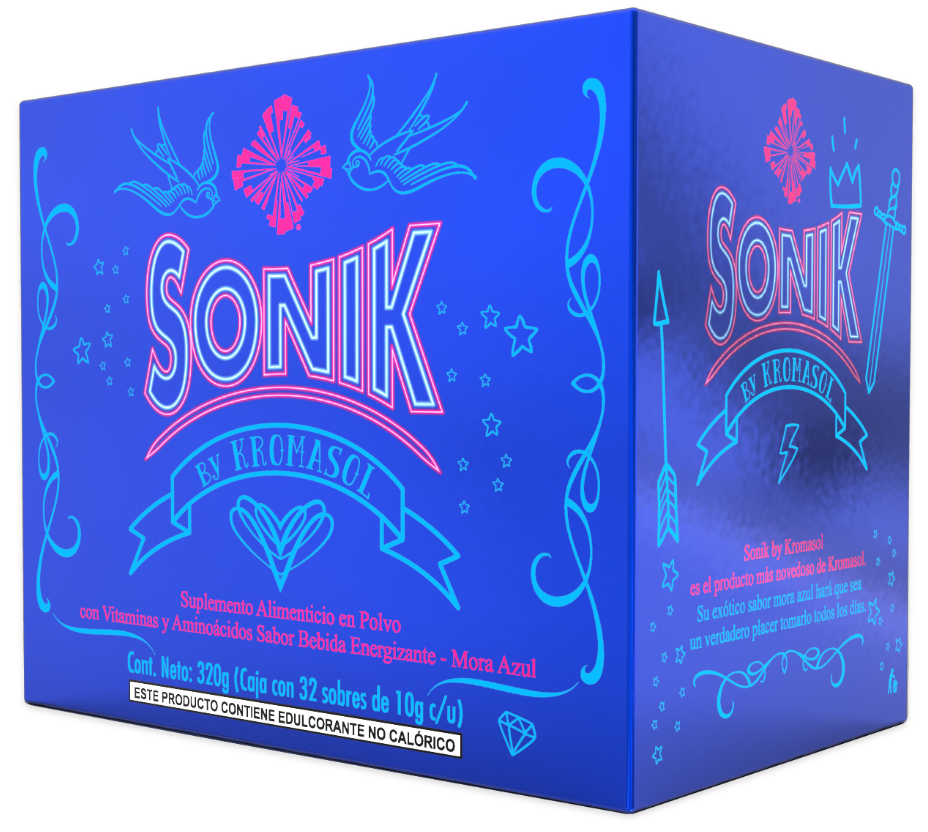 SONIK
BY KROMASOL
Suplemento Alimenticio en Polvo
con Vitaminas y Aminoácidos Sabor Bebida Energizante - Mora Azul
Cont. Neto: 320g (Caja con 32 sobres de 10g c/u)
ESTE PRODUCTO CONTIENE EDULCORANTE NO CALÓRICO
SONIK
BY KROMASOL
Sonik by Kromasol
es el producto más novedoso de Kromasol.
Su exótico sabor mora azul hará que sea
un verdadero placer tomarlo todos los días.